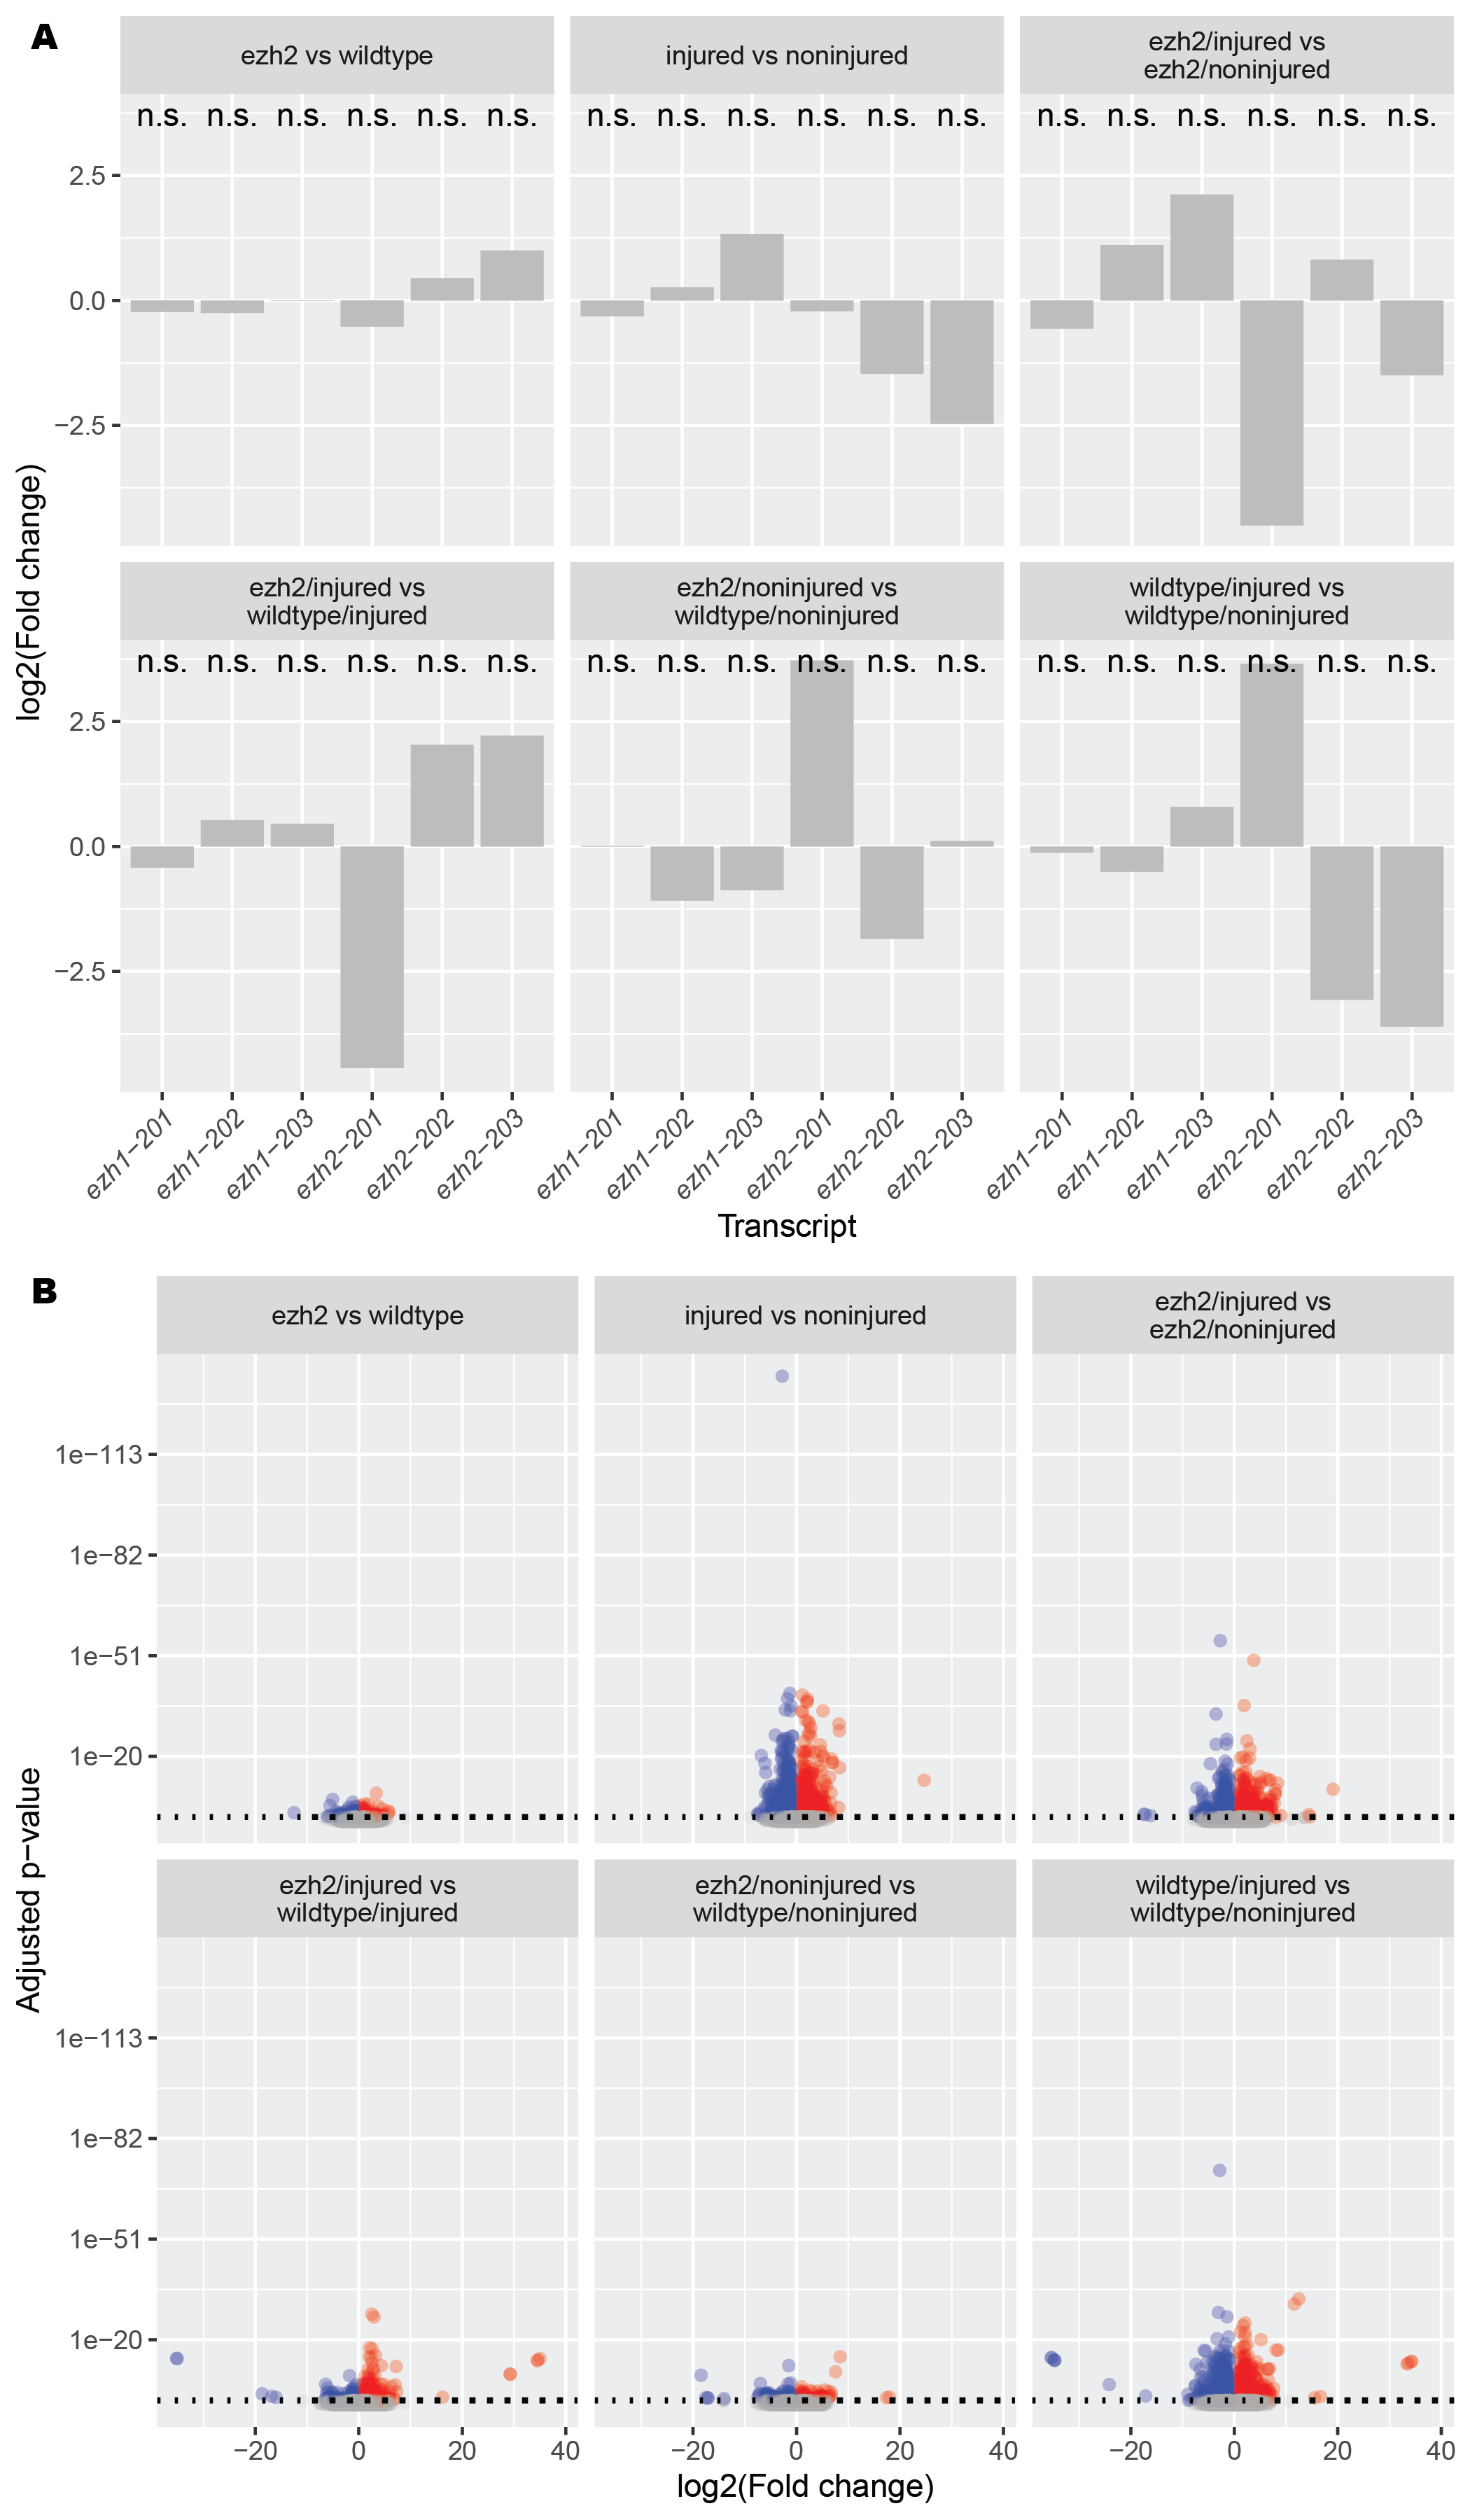 A
ezh2 vs wildtype
injured vs noninjured
ezh2/injured vs
ezh2/noninjured
n.s. n.s. n.s. n.s. n.s. n.s.
n.s. n.s. n.s. n.s. n.s. n.s.
n.s. n.s. n.s. n.s. n.s. n.s.
2.5
0.0
−2.5
log2(Fold change)
ezh2/injured vs
wildtype/injured
ezh2/noninjured vs
wildtype/noninjured
wildtype/injured vs
wildtype/noninjured
n.s. n.s. n.s. n.s. n.s. n.s.
n.s. n.s. n.s. n.s. n.s. n.s.
n.s. n.s. n.s. n.s. n.s. n.s.
2.5
0.0
−2.5
ezh1−201
ezh1−202
ezh1−203
ezh2−201
ezh2−202
ezh2−203
ezh1−201
ezh1−202
ezh1−203
ezh2−201
ezh2−202
ezh2−203
ezh1−201
ezh1−202
ezh1−203
ezh2−201
ezh2−202
ezh2−203
Transcript
B
ezh2 vs wildtype
injured vs noninjured
ezh2/injured vs
ezh2/noninjured
1e−113
1e−82
1e−51
1e−20
Adjusted p−value
ezh2/injured vs
wildtype/injured
ezh2/noninjured vs
wildtype/noninjured
wildtype/injured vs
wildtype/noninjured
1e−113
1e−82
1e−51
1e−20
−20 0 20 40
−20 0 20 40
−20 0 20 40
log2(Fold change)